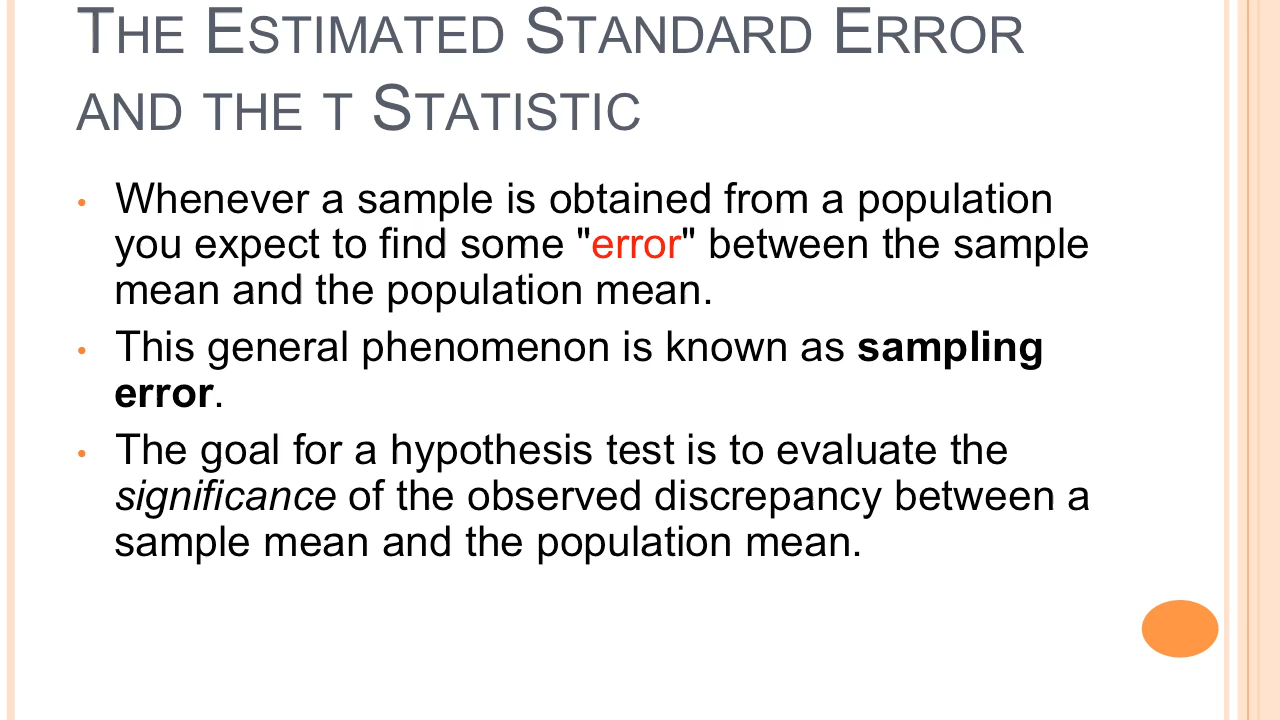 The Estimated Standard Error
and the t Statistic
• Whenever a sample is obtained from a population
you expect to find some "error" between the sample
mean and the population mean.
• This general phenomenon is known as sampling
error.
• The goal for a hypothesis test is to evaluate the
significance of the observed discrepancy between a
sample mean and the population mean.